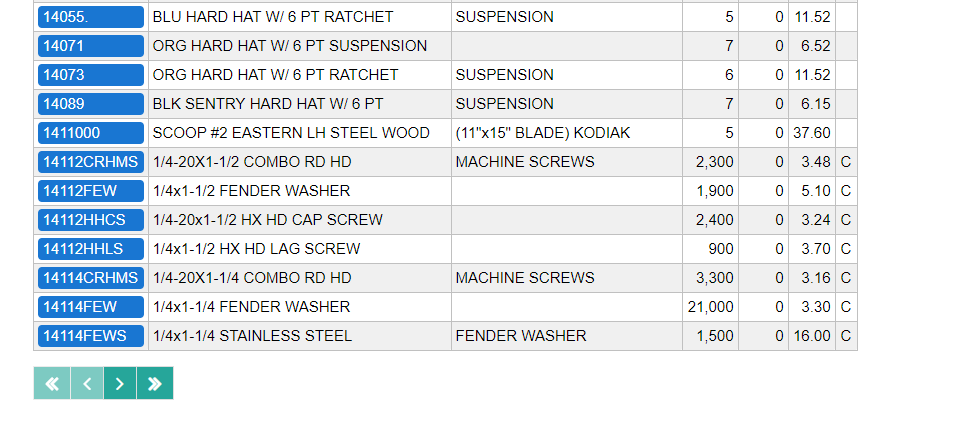 14055. BLU HARD HAT W/ 6 PT RATCHET SUSPENSION 5 0 11.52
14071 ORG HARD HAT W/ 6 PT SUSPENSION 7 0 6.52
14073 ORG HARD HAT W/ 6 PT RATCHET SUSPENSION 6 0 11.52
14089 BLK SENTRY HARD HAT W/ 6 PT SUSPENSION 7 0 6.15
1411000 SCOOP #2 EASTERN LH STEEL WOOD (11"x15" BLADE) KODIAK 5 0 37.60
14112CRHMS 1/4-20X1-1/2 COMBO RD HD MACHINE SCREWS 2,300 0 3.48 C
14112FEW 1/4x1-1/2 FENDER WASHER 1,900 0 5.10 C
14112HHCS 1/4-20x1-1/2 HX HD CAP SCREW 2,400 0 3.24 C
14112HHLS 1/4x1-1/2 HX HD LAG SCREW 900 0 3.70 C
14114CRHMS 1/4-20X1-1/4 COMBO RD HD MACHINE SCREWS 3,300 0 3.16 C
14114FEW 1/4x1-1/4 FENDER WASHER 21,000 0 3.30 C
14114FEWS 1/4x1-1/4 STAINLESS STEEL FENDER WASHER 1,500 0 16.00 C